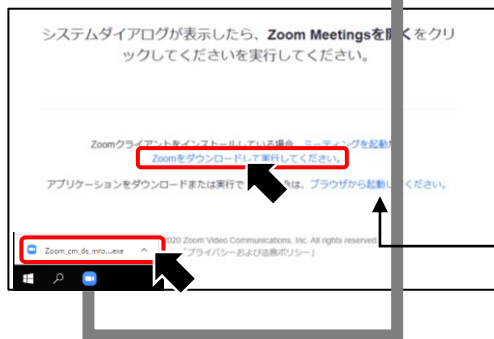 システムダイアログが表示したら、Zoom Meetingsを開くをクリ
ックしてくださいを実行してください。
Zoomクライアントをインストールしている場合、ミーティングを起動
Zoomをダウンロードして実行してください。
アプリケーションをダウンロードまたは実行で は、ブラウザから起動 ください。
2020 Zoom Video Communications, Inc. All rights reserved.
プライバシーおよび法務ポリシー」
Zoom_cm_ds_mro....exe